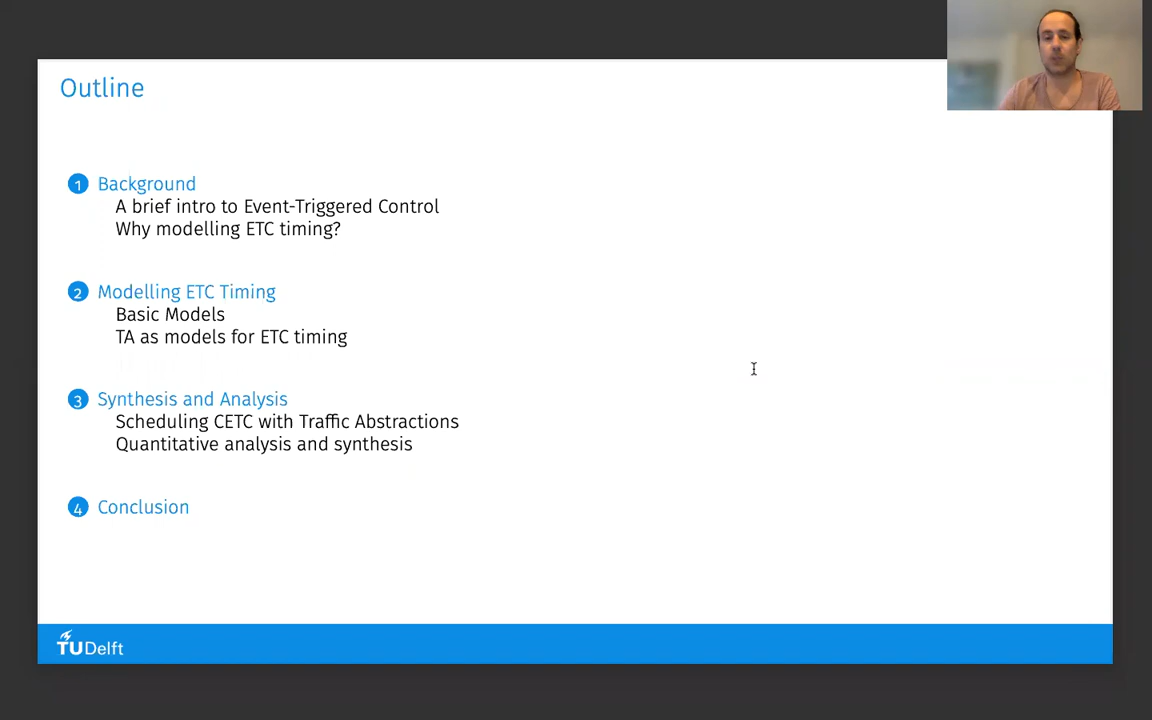 Outline
1 Background
A brief intro to Event-Triggered Control
Why modelling ETC timing?
2 Modelling ETC Timing
Basic Models
TA as models for ETC timing
3 Synthesis and Analysis
Scheduling CETC with Traffic Abstractions
Quantitative analysis and synthesis
4 Conclusion
TU Delft